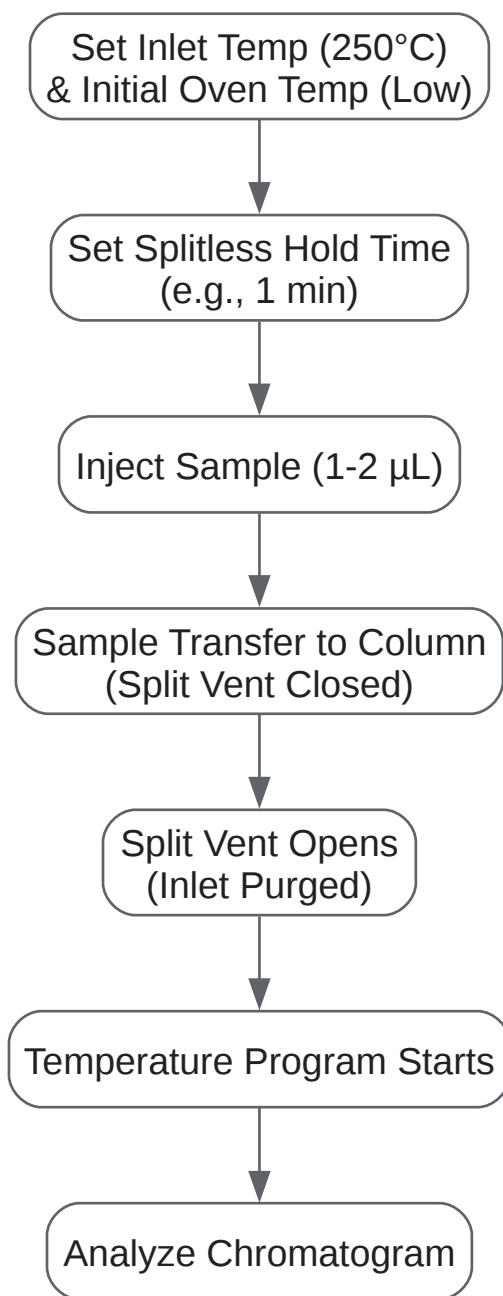 Set Inlet Temp (250°C)
& Initial Oven Temp (Low)
Set Splitless Hold Time
(e.g., 1 min)
Inject Sample (1-2 µL)
Sample Transfer to Column
(Split Vent Closed)
Split Vent Opens
(Inlet Purged)
Temperature Program Starts
Analyze Chromatogram